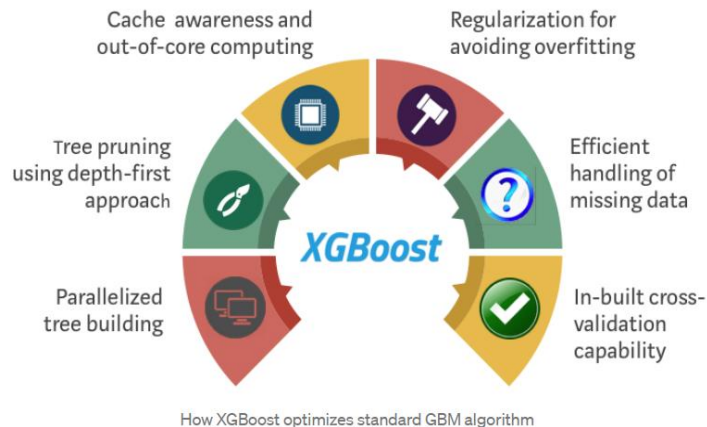 Cache awareness and
out-of-core computing
Regularization for
avoiding overfitting
Tree pruning
using depth-first
approach
Efficient
handling of
missing data
XGBoost
Parallelized
tree building
In-built cross-
validation
capability
How XGBoost optimizes standard GBM algorithm